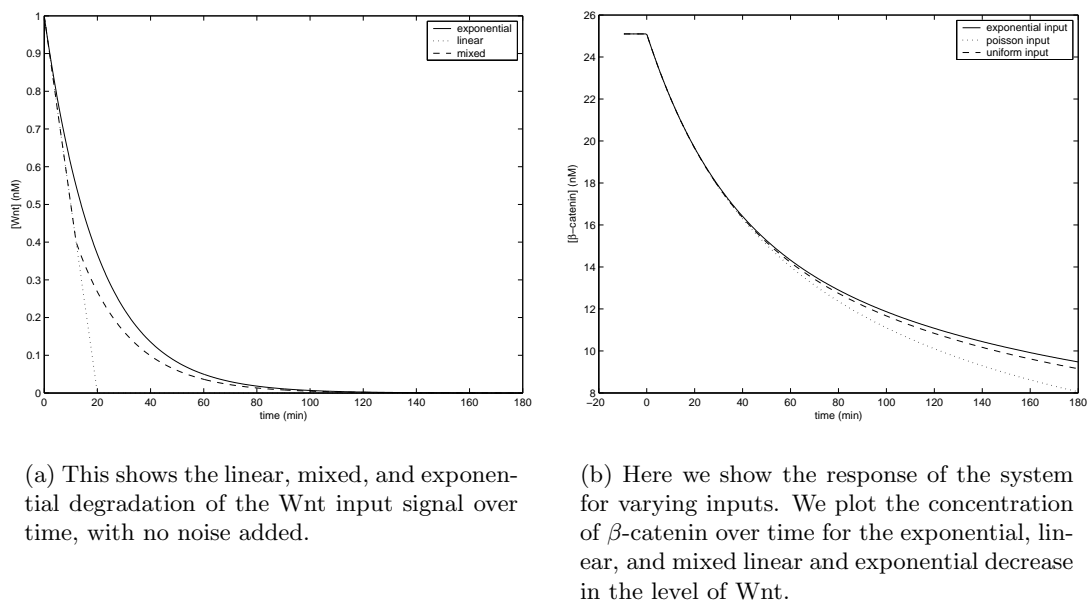 1
0.9
0.8
0.7
0.6
0.5
0.4
0.3
0.2
0.1
0
[Wnt] (nM)
exponential
linear
mixed
0 20 40 60 80 100 120 140 160 180
time (min)
26
24
22
20
18
16
14
12
10
8
[β−catenin] (nM)
exponential input
poisson input
uniform input
−20 0 20 40 60 80 100 120 140 160 180
time (min)
(a) This shows the linear, mixed, and exponen-
tial degradation of the Wnt input signal over
time, with no noise added.
(b) Here we show the response of the system
for varying inputs. We plot the concentration
of β-catenin over time for the exponential, lin-
ear, and mixed linear and exponential decrease
in the level of Wnt.